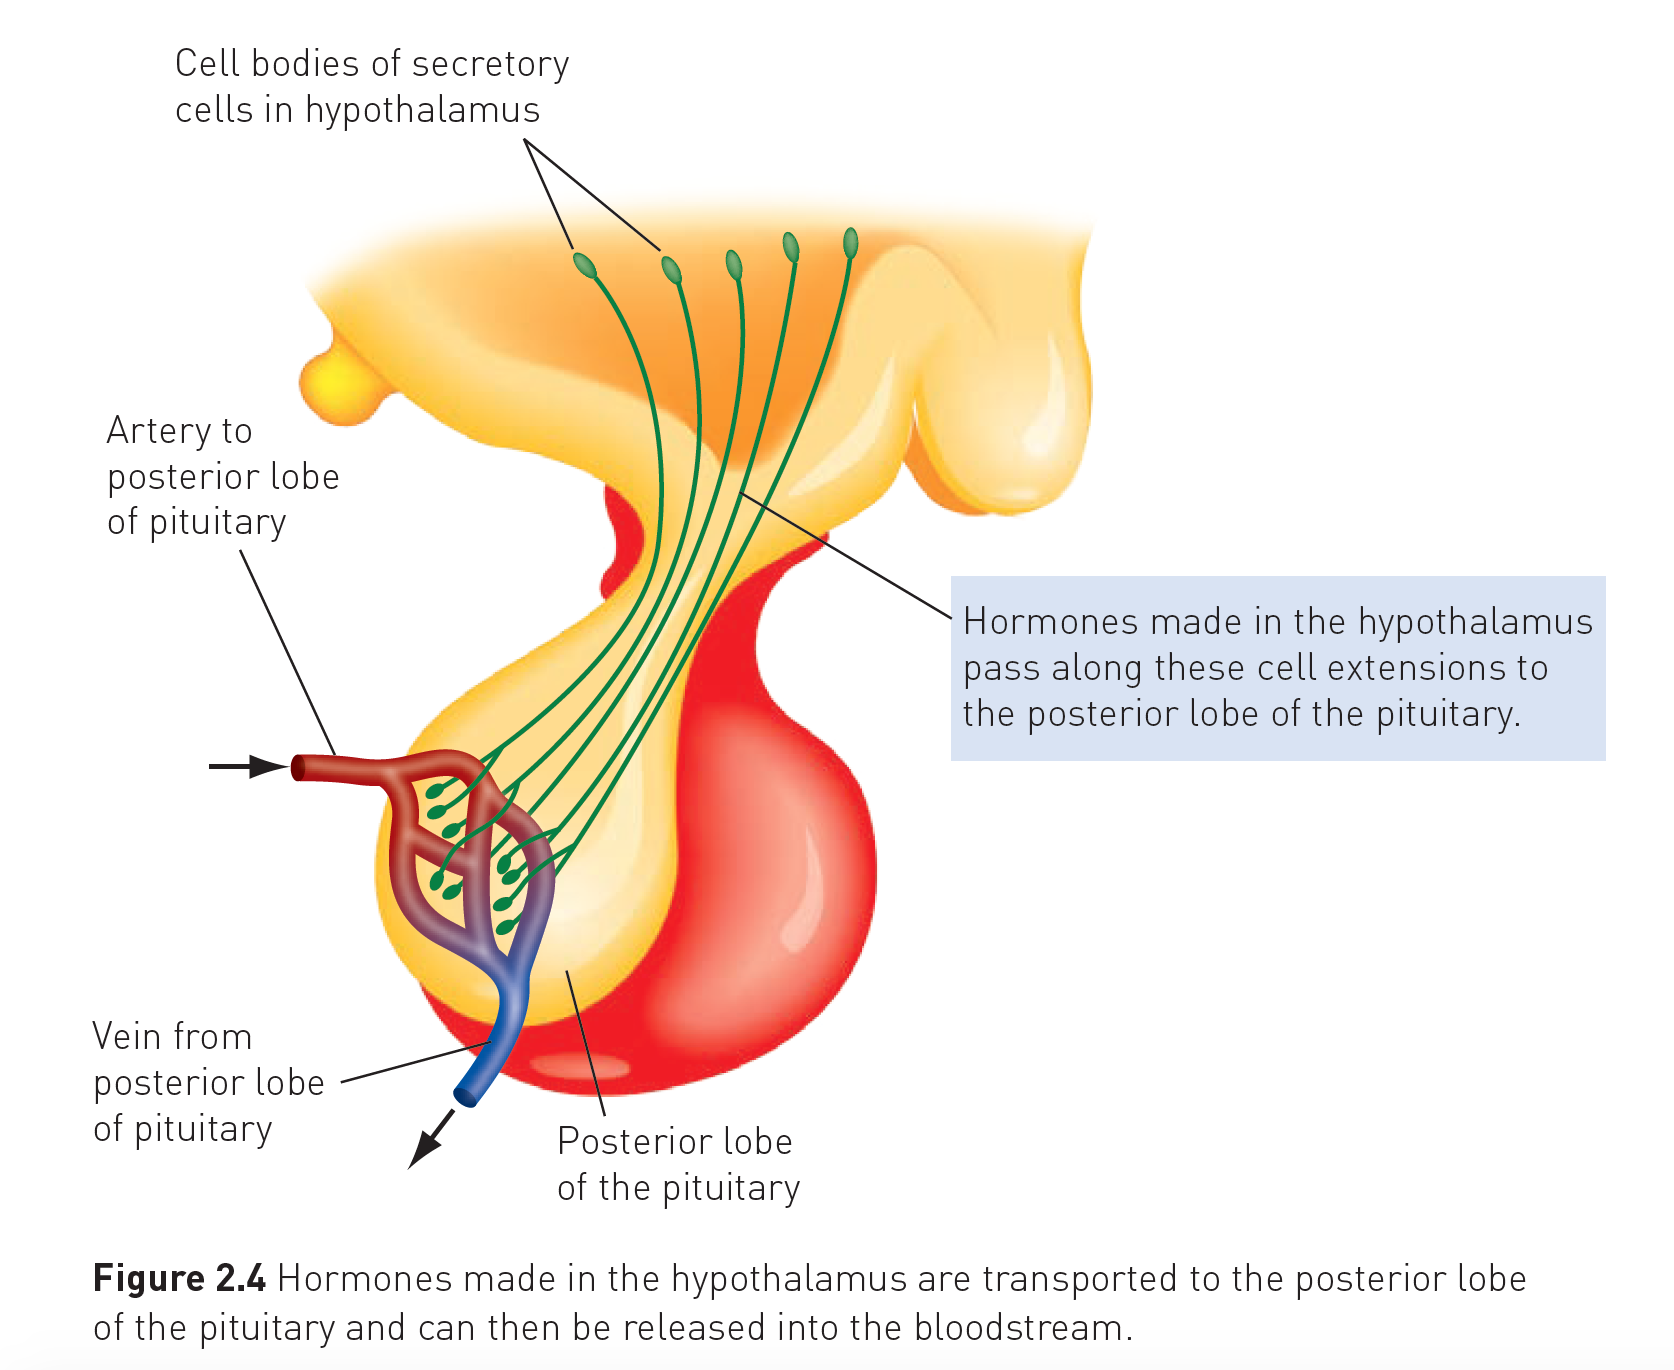 Cell bodies of secretory
cells in hypothalamus
Artery to
posterior lobe
of pituitary
Hormones made in the hypothalamus
pass along these cell extensions to
the posterior lobe of the pituitary.
Vein from
posterior lobe
of pituitary
Posterior lobe
of the pituitary
Figure 2.4 Hormones made in the hypothalamus are transported to the posterior lobe
of the pituitary and can then be released into the bloodstream.